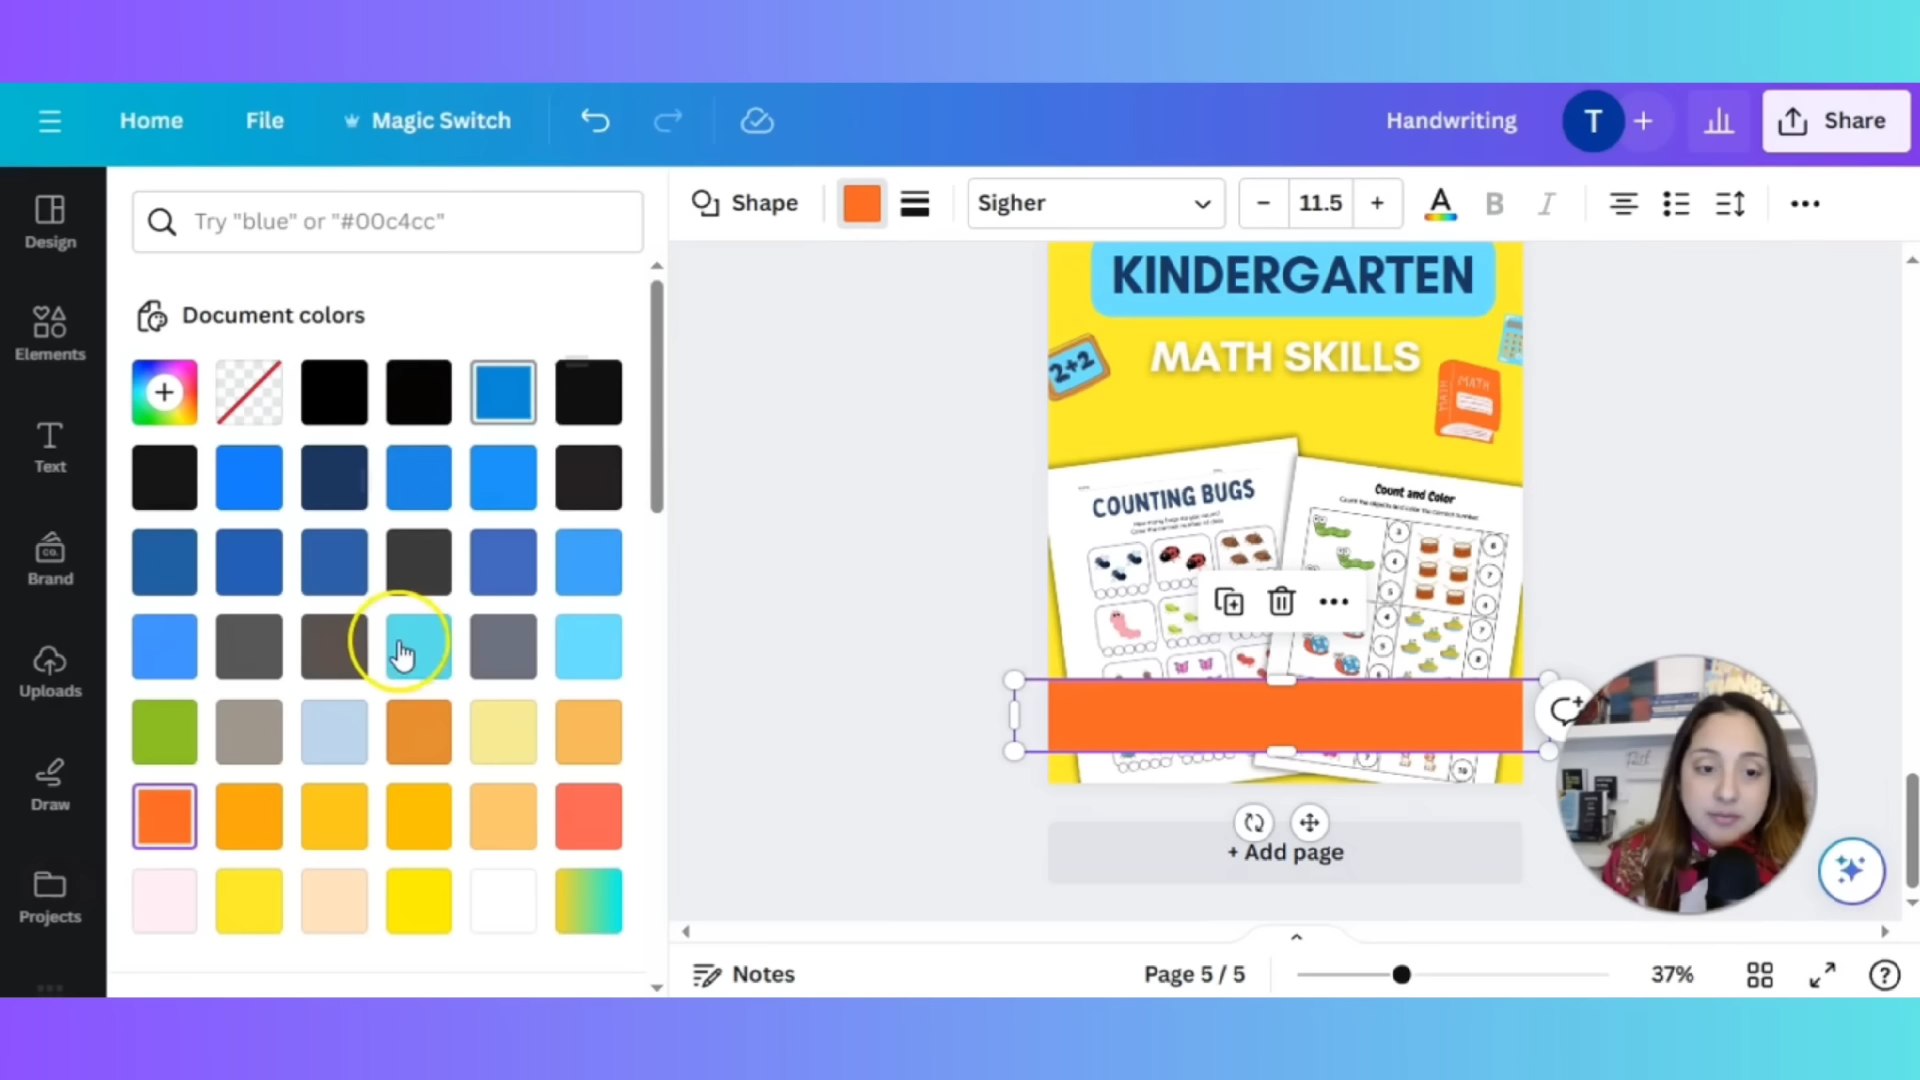 Home File Magic Switch Handwriting T + Share
Design
Elements
Text
CO.
Brand
Uploads
Draw
Projects
Try "blue" or "#00c4cc"
Document colors
Shape Sigher − 11.5 + A B I
KINDERGARTEN
MATH SKILLS
2+2
MATH
MATH
COUNTING BUGS
Count and Color
+ Add page
Notes Page 5 / 5 37% ?